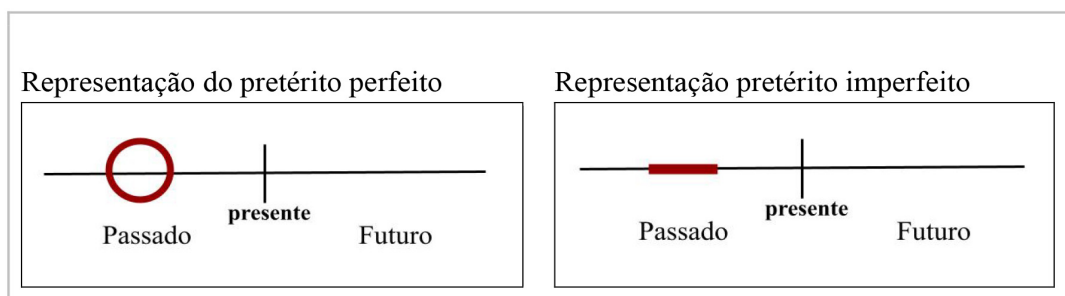 Representação do pretérito perfeito
presente
Passado
Futuro
Representação pretérito imperfeito
presente
Passado
Futuro